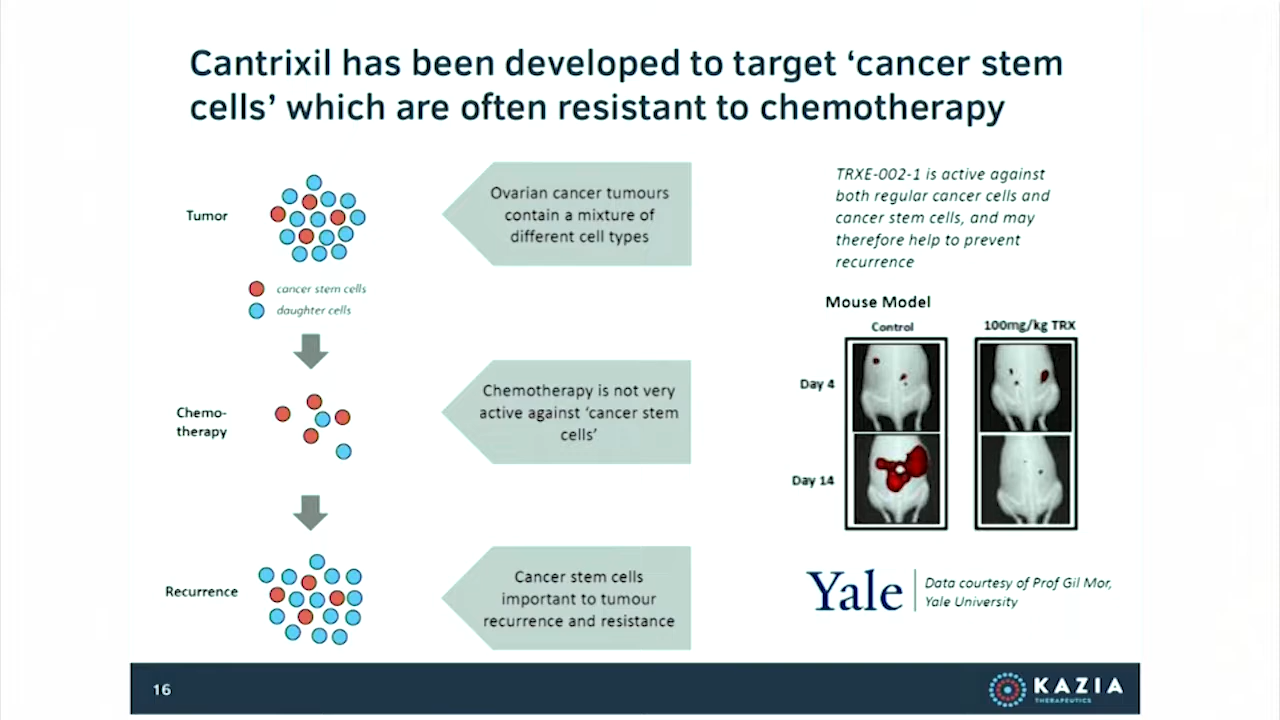 Cantrixil has been developed to target ‘cancer stem
cells’ which are often resistant to chemotherapy
Tumor
cancer stem cells
daughter cells
Chemo-
therapy
Recurrence
Ovarian cancer tumours
contain a mixture of
different cell types
Chemotherapy is not very
active against ‘cancer stem
cells’
Cancer stem cells
important to tumour
recurrence and resistance
TRXE-002-1 is active against
both regular cancer cells and
cancer stem cells, and may
therefore help to prevent
recurrence
Mouse Model
Control
100mg/kg TRX
Day 4
Day 14
Yale
Data courtesy of Prof Gil Mor,
Yale University
16
KAZIA
THERAPEUTICS